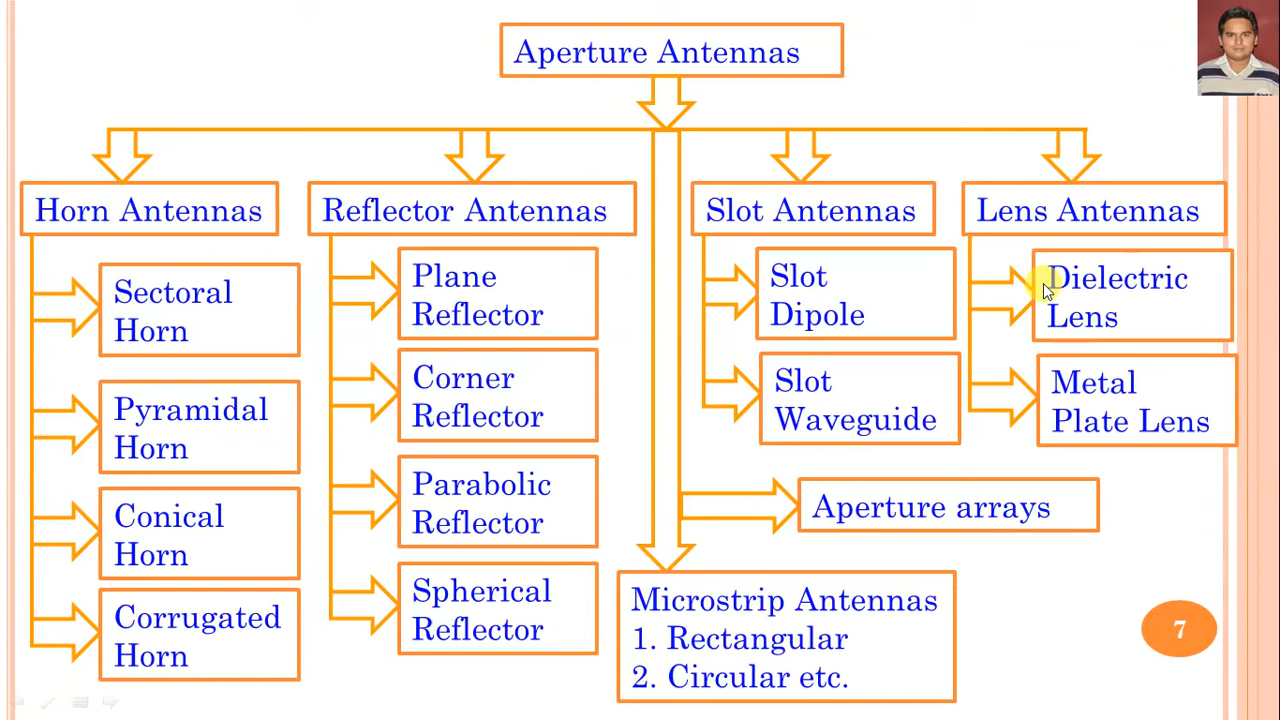 Aperture Antennas
Horn Antennas
Sectoral
Horn
Pyramidal
Horn
Conical
Horn
Corrugated
Horn
Reflector Antennas
Plane
Reflector
Corner
Reflector
Parabolic
Reflector
Spherical
Reflector
Slot Antennas
Slot
Dipole
Slot
Waveguide
Lens Antennas
Dielectric
Lens
Metal
Plate Lens
Aperture arrays
Microstrip Antennas
1. Rectangular
2. Circular etc.
7